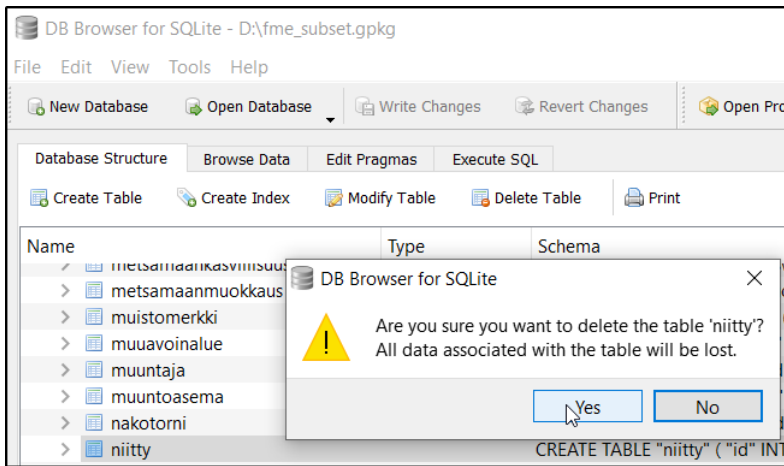 DB Browser for SQLite - D:\fme_subset.gpkg
File Edit View Tools Help
New Database Open Database Write Changes Revert Changes Open Pro
Database Structure Browse Data Edit Pragmas Execute SQL
Create Table Create Index Modify Table Delete Table Print
Name Type Schema
metsamaankasvillisuus
metsamaanmuokkaus
muistomerkki
muuavoinalue
muuntaja
muuntoasema
nakotorni
niitty CREATE TABLE "niitty" ( "id" INT
DB Browser for SQLite
Are you sure you want to delete the table 'niitty'?
All data associated with the table will be lost.
Yes No